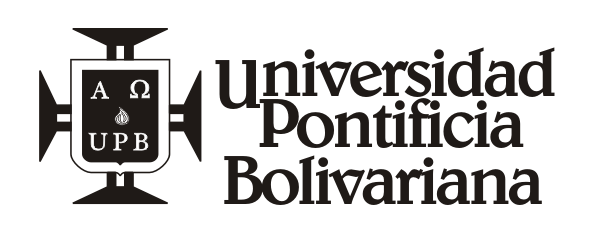 Α Ω
UPB
Universidad
Pontificia
Bolivariana